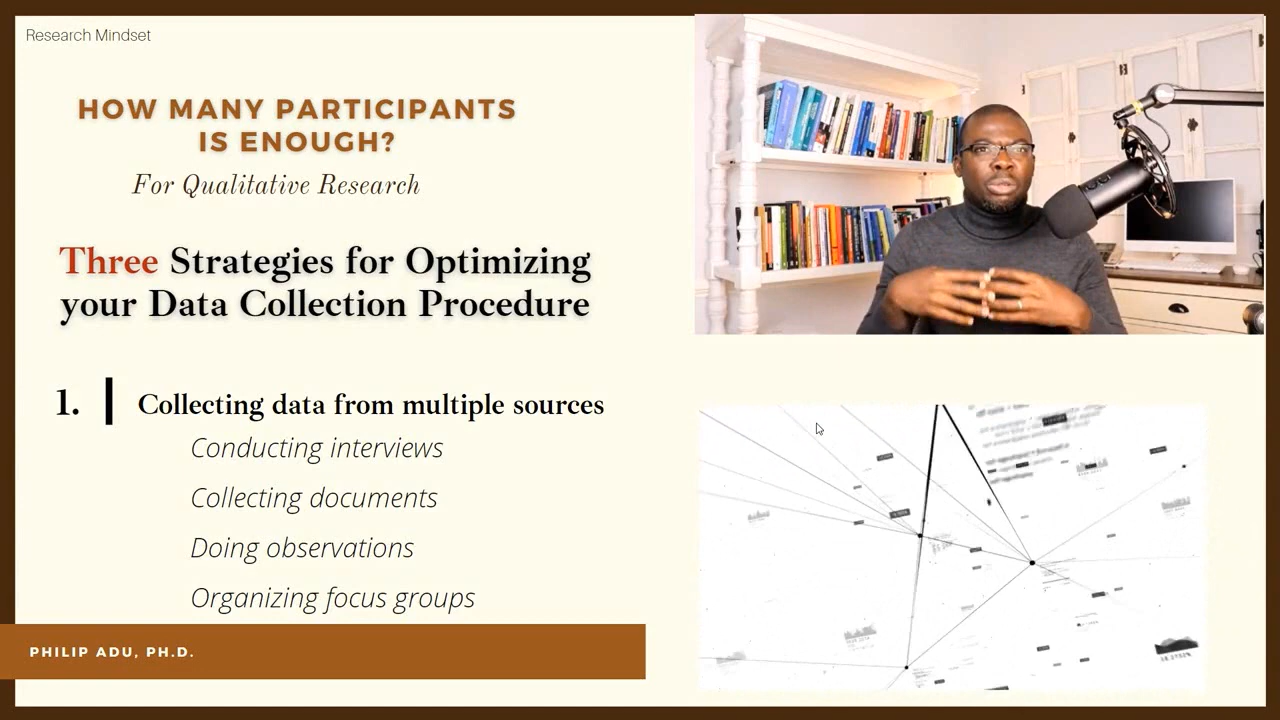 Research Mindset
HOW MANY PARTICIPANTS
IS ENOUGH?
For Qualitative Research
Three Strategies for Optimizing
your Data Collection Procedure
1. Collecting data from multiple sources
Conducting interviews
Collecting documents
Doing observations
Organizing focus groups
PHILIP ADU, PH.D.